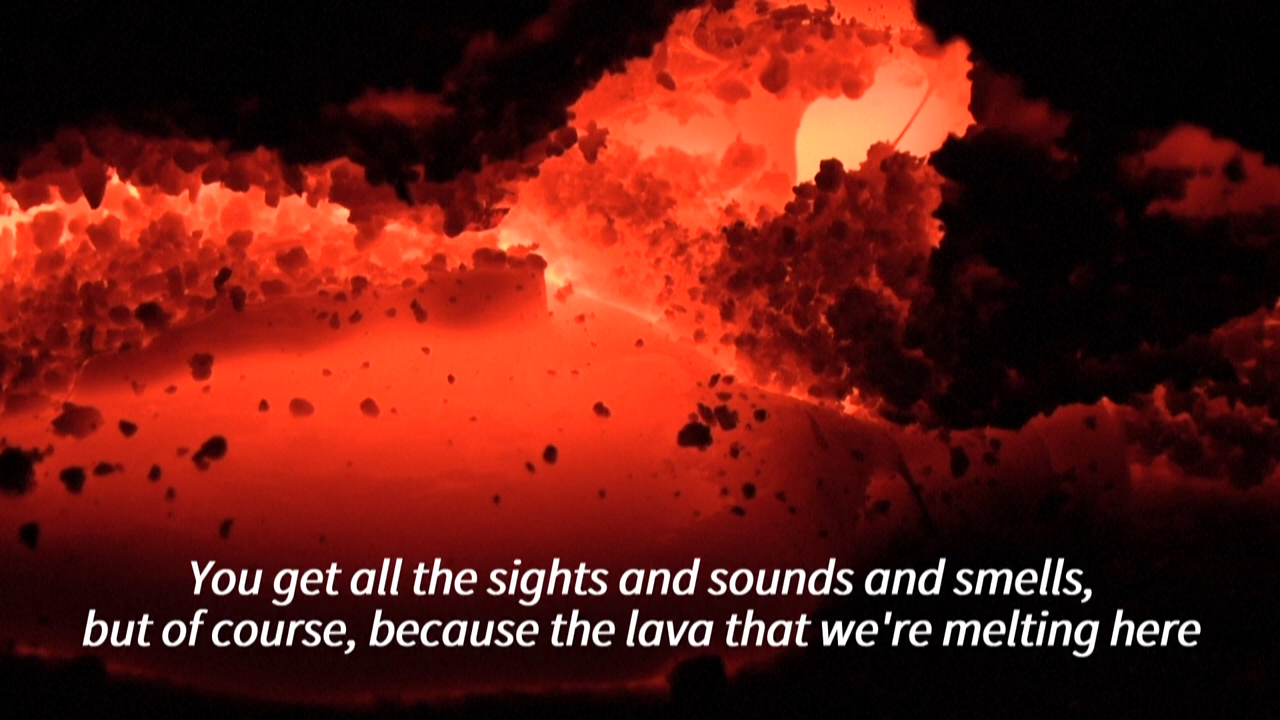 You get all the sights and sounds and smells,
but of course, because the lava that we're melting here